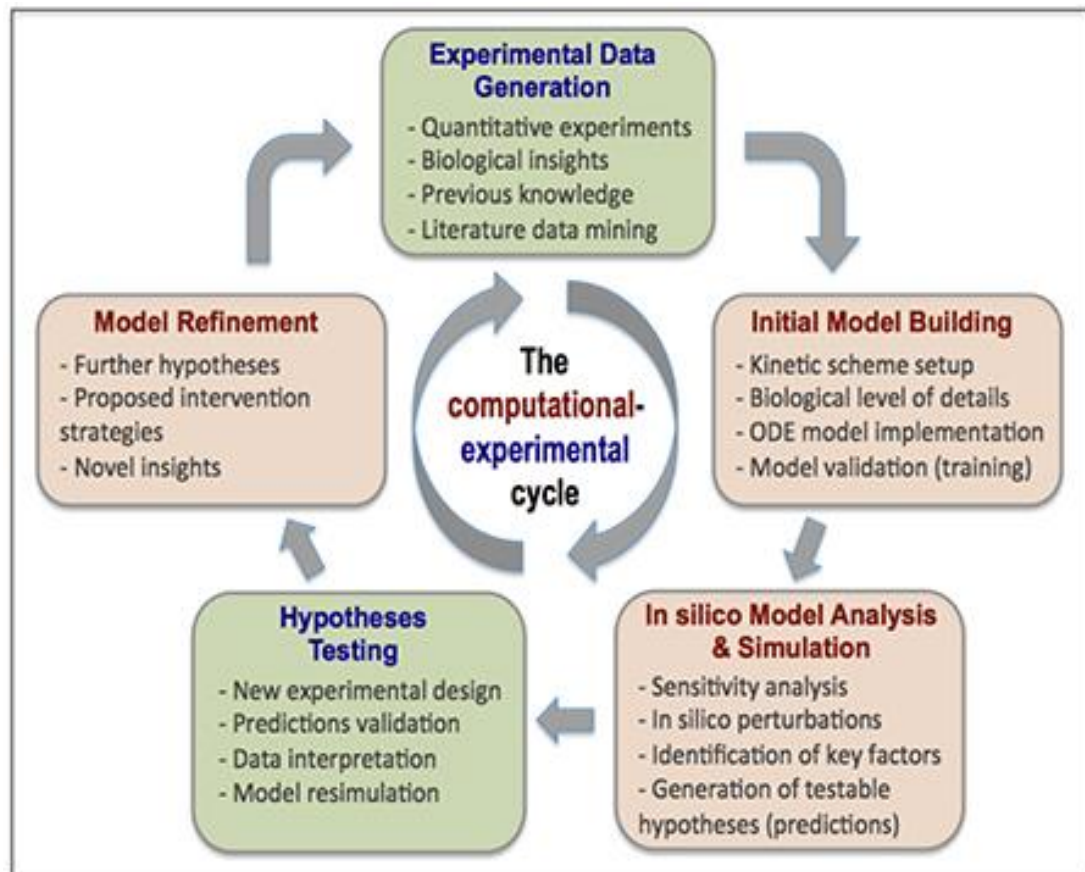 Experimental Data
Generation
- Quantitative experiments
- Biological insights
- Previous knowledge
- Literature data mining
Model Refinement
- Further hypotheses
- Proposed intervention
strategies
- Novel insights
The
computational-
experimental
cycle
Initial Model Building
- Kinetic scheme setup
- Biological level of details
- ODE model implementation
- Model validation (training)
Hypotheses
Testing
- New experimental design
- Predictions validation
- Data interpretation
- Model resimulation
In silico Model Analysis
& Simulation
- Sensitivity analysis
- In silico perturbations
- Identification of key factors
- Generation of testable
hypotheses (predictions)